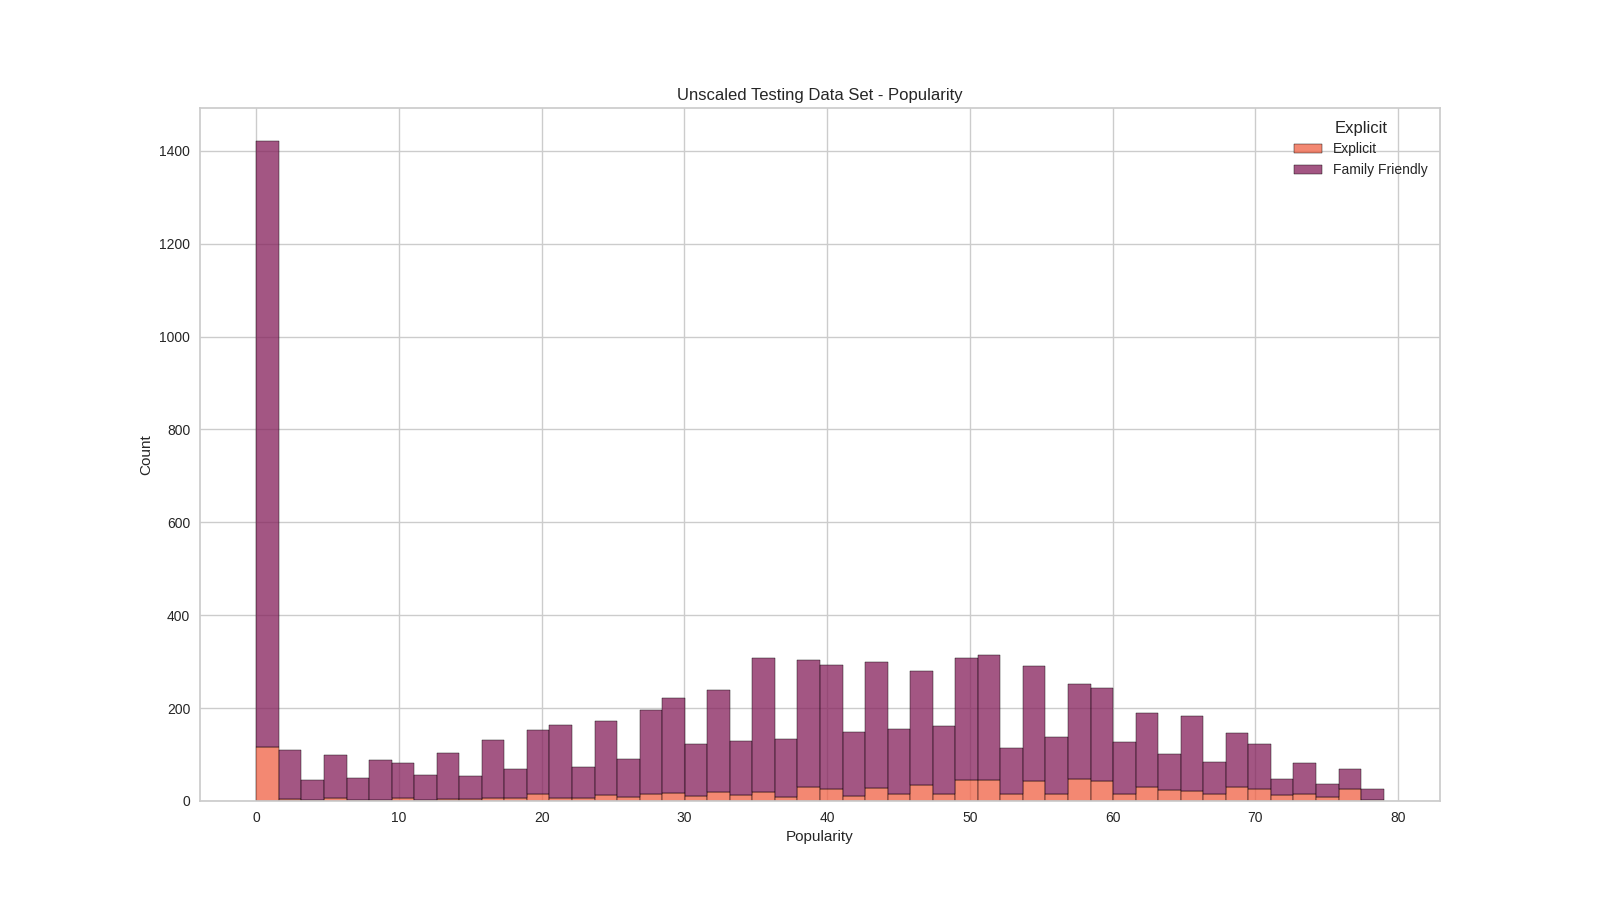 Unscaled Testing Data Set - Popularity
Explicit
Explicit
Family Friendly
1400
1200
1000
800
600
400
200
0
Count
0 10 20 30 40 50 60 70 80
Popularity